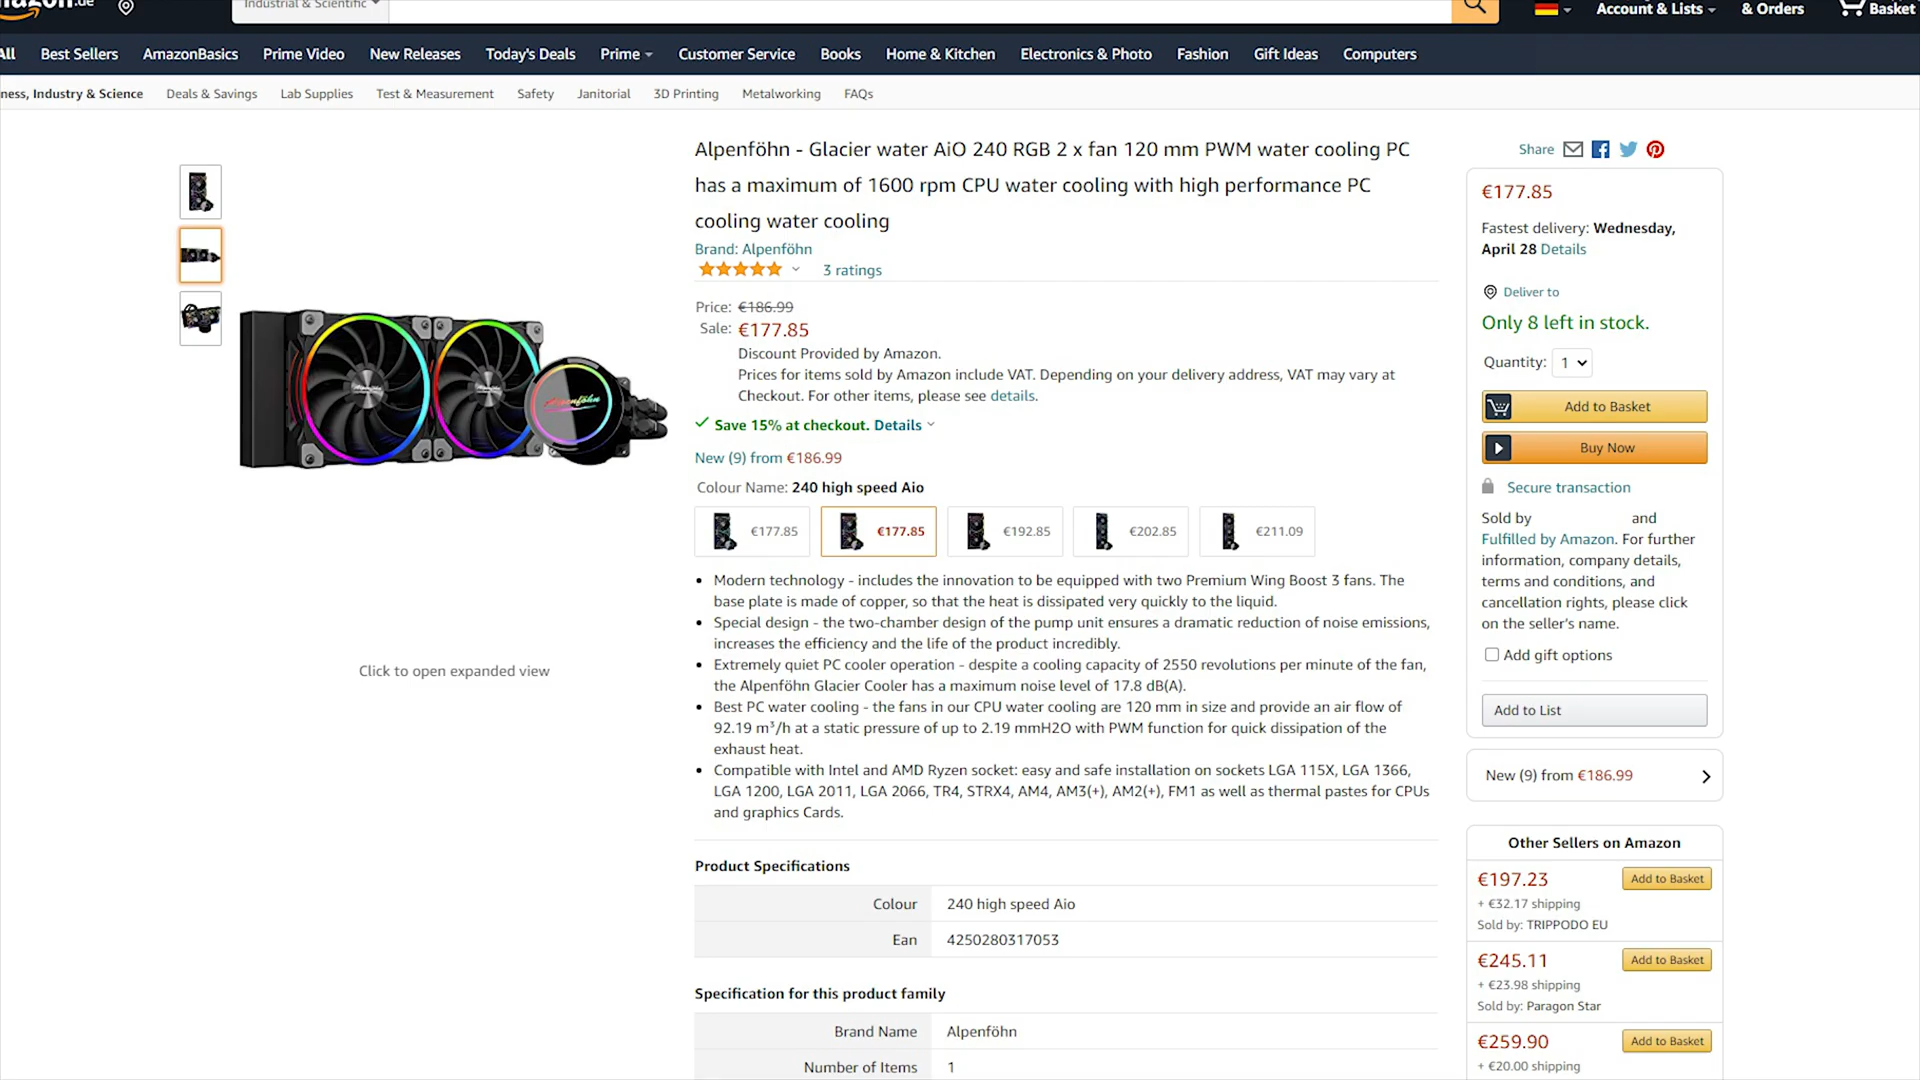 amazon.de
Industrial & Scientific
Account & Lists
& Orders
Basket
All
Best Sellers
AmazonBasics
Prime Video
New Releases
Today's Deals
Prime
Customer Service
Books
Home & Kitchen
Electronics & Photo
Fashion
Gift Ideas
Computers
ness, Industry & Science
Deals & Savings
Lab Supplies
Test & Measurement
Safety
Janitorial
3D Printing
Metalworking
FAQs
Alpenföhn - Glacier water AiO 240 RGB 2 x fan 120 mm PWM water cooling PC
has a maximum of 1600 rpm CPU water cooling with high performance PC
cooling water cooling
Brand: Alpenföhn
3 ratings
Price: €186.99
Sale: €177.85
Discount Provided by Amazon.
Prices for items sold by Amazon include VAT. Depending on your delivery address, VAT may vary at
Checkout. For other items, please see details.
Save 15% at checkout. Details
New (9) from €186.99
Colour Name: 240 high speed Aio
€177.85
€177.85
€192.85
€202.85
€211.09
Modern technology - includes the innovation to be equipped with two Premium Wing Boost 3 fans. The
base plate is made of copper, so that the heat is dissipated very quickly to the liquid.
Special design - the two-chamber design of the pump unit ensures a dramatic reduction of noise emissions,
increases the efficiency and the life of the product incredibly.
Extremely quiet PC cooler operation - despite a cooling capacity of 2550 revolutions per minute of the fan,
the Alpenföhn Glacier Cooler has a maximum noise level of 17.8 dB(A).
Best PC water cooling - the fans in our CPU water cooling are 120 mm in size and provide an air flow of
92.19 m³/h at a static pressure of up to 2.19 mmH2O with PWM function for quick dissipation of the
exhaust heat.
Compatible with Intel and AMD Ryzen socket: easy and safe installation on sockets LGA 115X, LGA 1366,
LGA 1200, LGA 2011, LGA 2066, TR4, STRX4, AM4, AM3(+), AM2(+), FM1 as well as thermal pastes for CPUs
and graphics Cards.
Alpenföhn
Click to open expanded view
Product Specifications
Colour 240 high speed Aio
Ean 4250280317053
Specification for this product family
Brand Name Alpenföhn
Number of Items 1
Share
€177.85
Fastest delivery: Wednesday,
April 28 Details
Deliver to
Only 8 left in stock.
Quantity: 1
Add to Basket
Buy Now
Secure transaction
Sold by and
Fulfilled by Amazon. For further
information, company details,
terms and conditions, and
cancellation rights, please click
on the seller's name.
Add gift options
Add to List
New (9) from €186.99
Other Sellers on Amazon
€197.23
Add to Basket
+ €32.17 shipping
Sold by: TRIPPODO EU
€245.11
Add to Basket
+ €23.98 shipping
Sold by: Paragon Star
€259.90
Add to Basket
+ €20.00 shipping